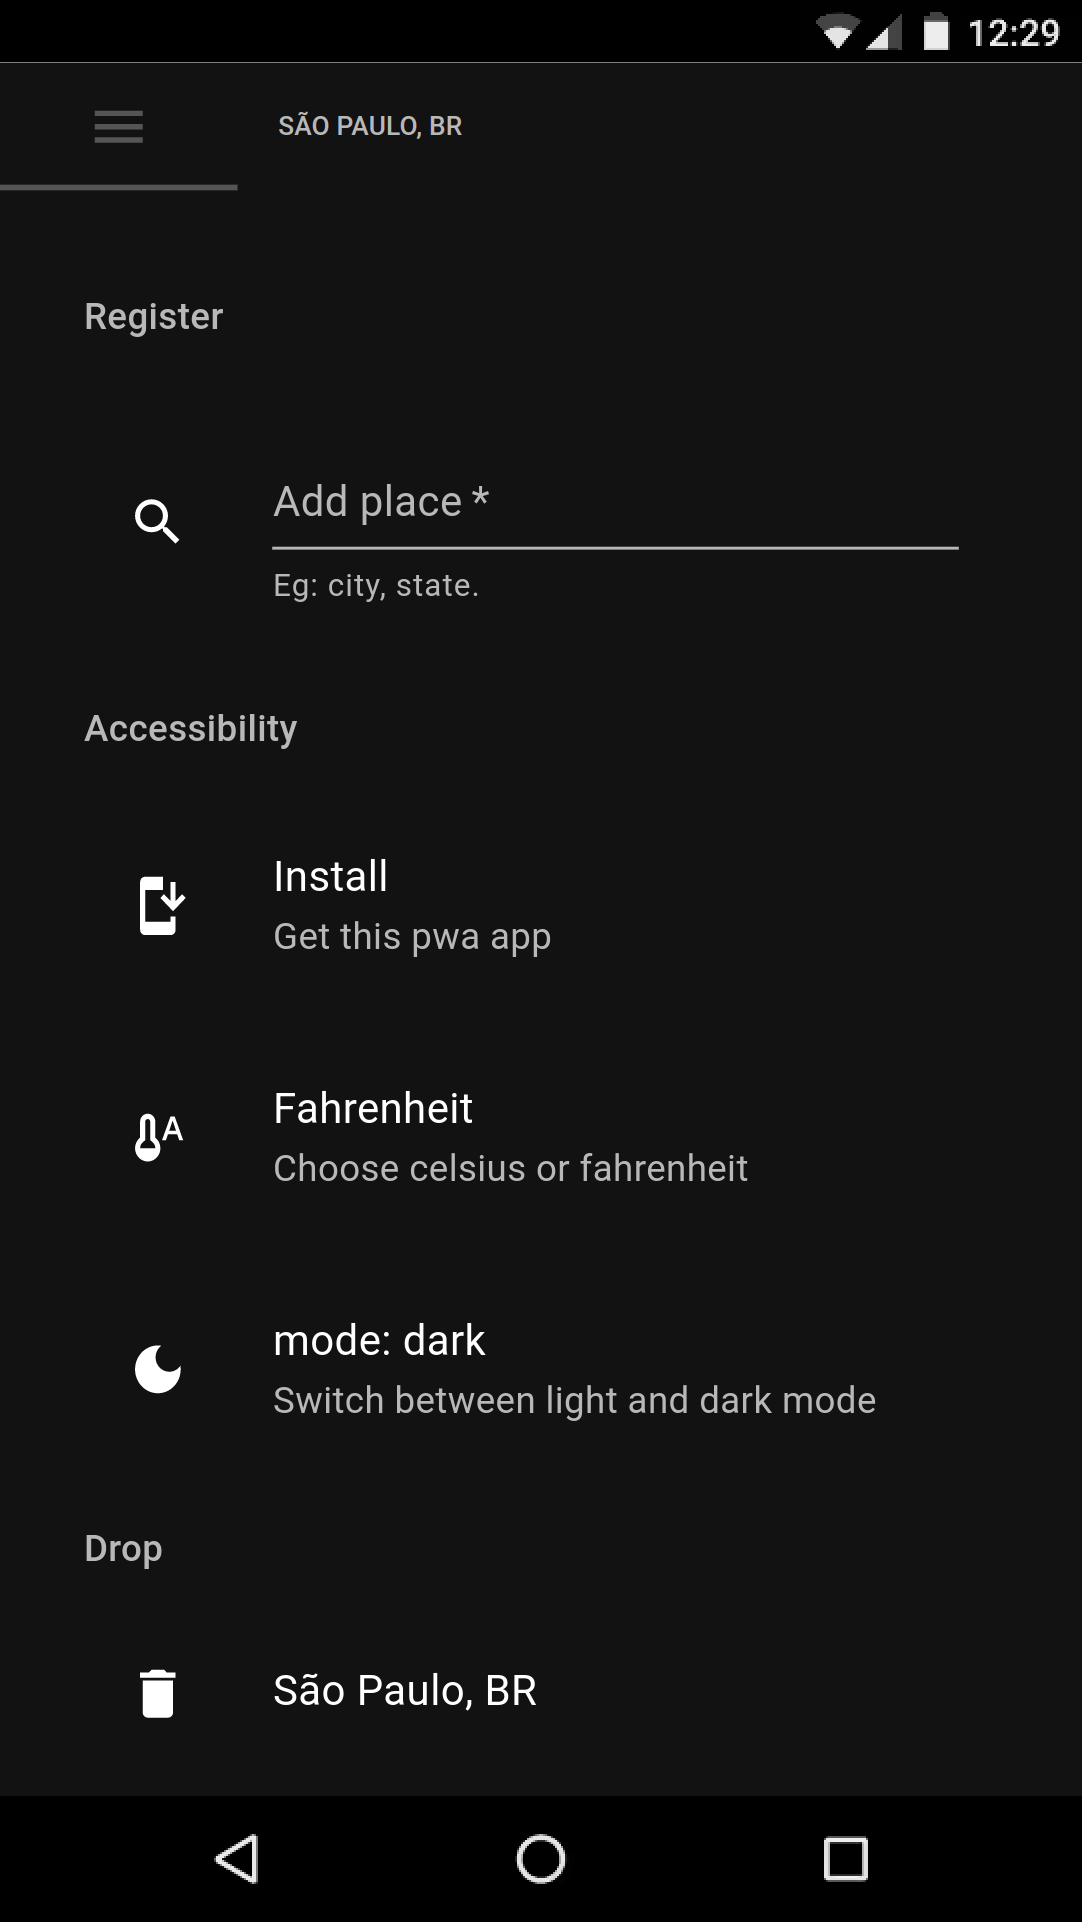 12:29
SÃO PAULO, BR
Register
Add place *
Eg: city, state.
Accessibility
Install
Get this pwa app
A
Fahrenheit
Choose celsius or fahrenheit
mode: dark
Switch between light and dark mode
Drop
São Paulo, BR